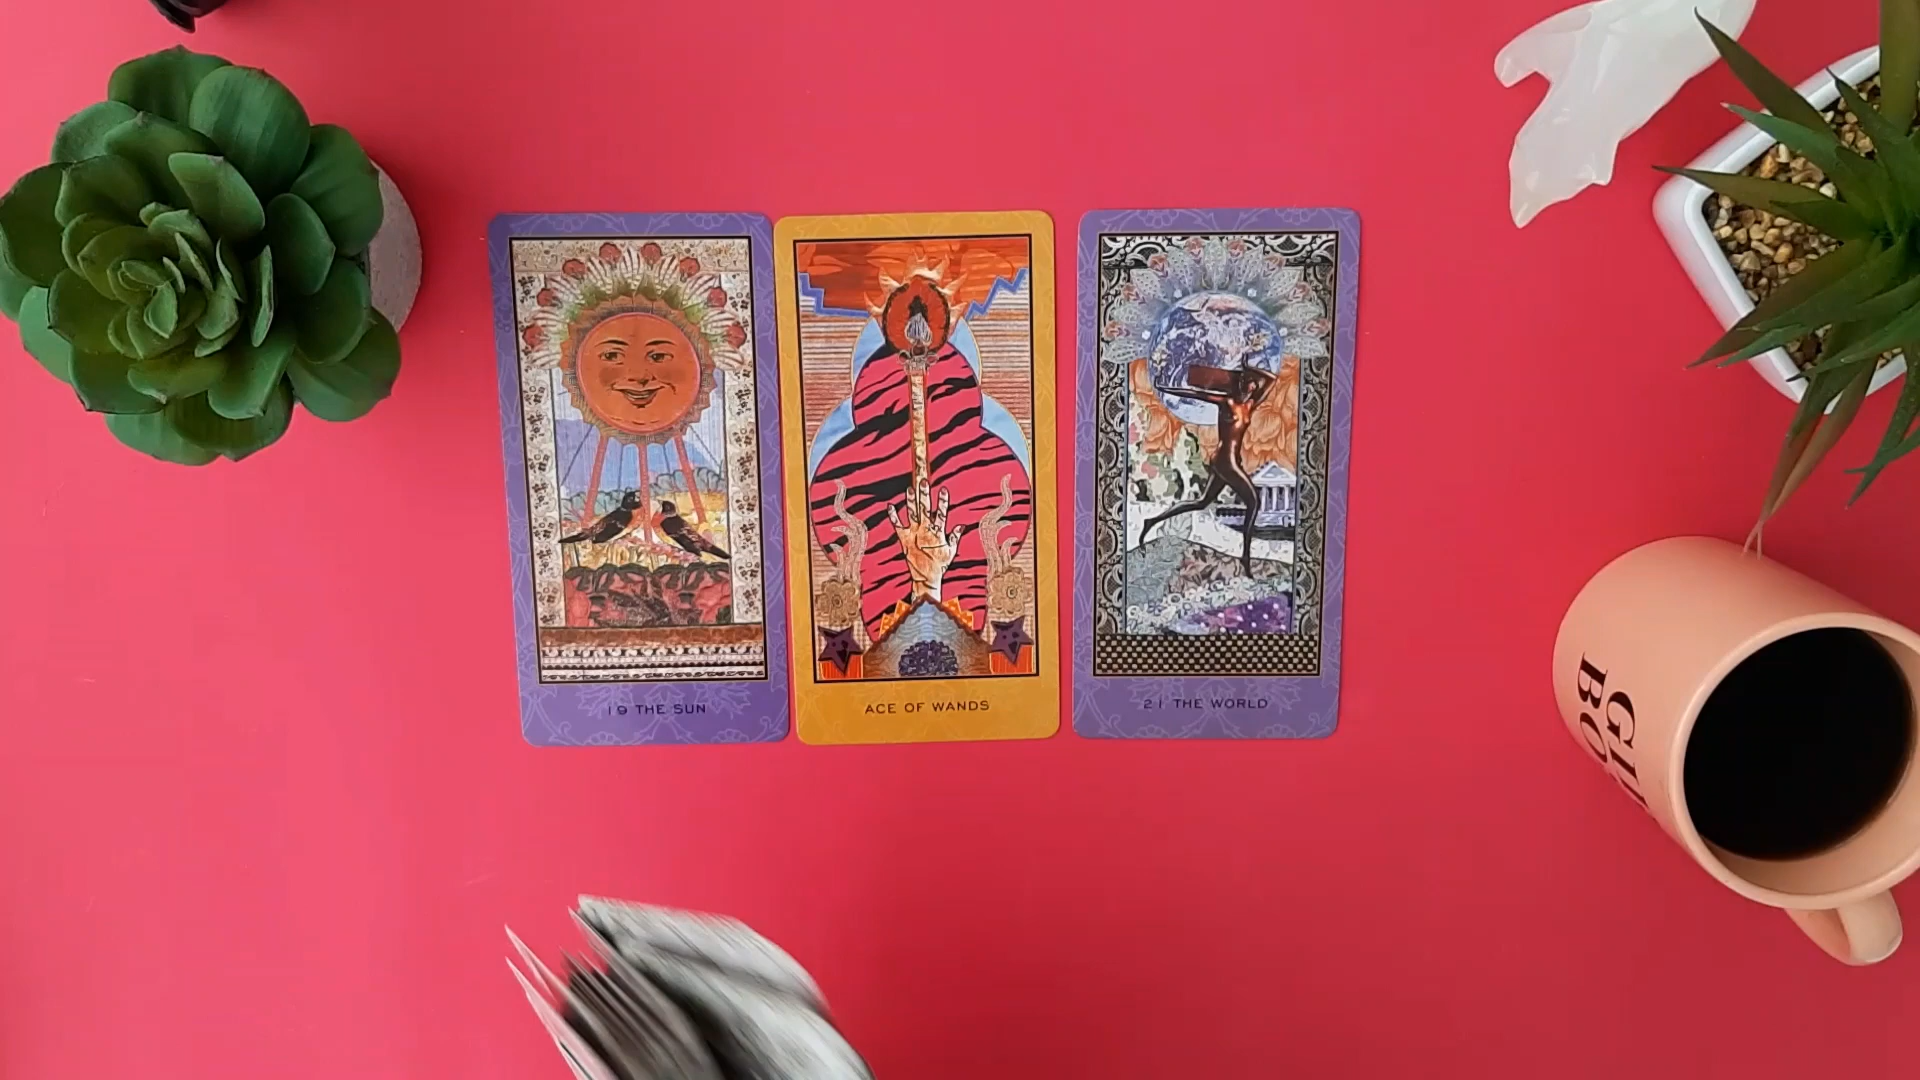 19 THE SUN
ACE OF WANDS
21 THE WORLD